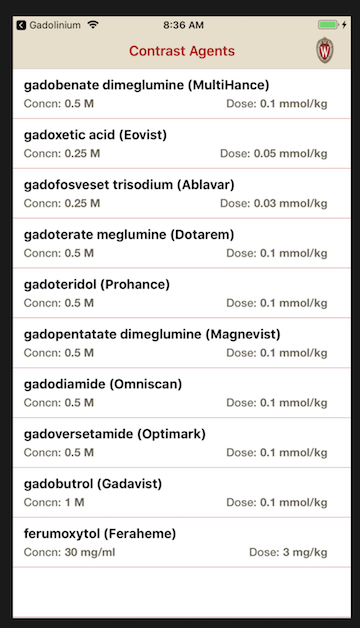 Gadolinium 8:36 AM
Contrast Agents
W
gadobenate dimeglumine (MultiHance)
Concn: 0.5 M Dose: 0.1 mmol/kg
gadoxetic acid (Eovist)
Concn: 0.25 M Dose: 0.05 mmol/kg
gadofosveset trisodium (Ablavar)
Concn: 0.25 M Dose: 0.03 mmol/kg
gadoterate meglumine (Dotarem)
Concn: 0.5 M Dose: 0.1 mmol/kg
gadoteridol (Prohance)
Concn: 0.5 M Dose: 0.1 mmol/kg
gadopentatate dimeglumine (Magnevist)
Concn: 0.5 M Dose: 0.1 mmol/kg
gadodiamide (Omniscan)
Concn: 0.5 M Dose: 0.1 mmol/kg
gadoversetamide (Optimark)
Concn: 0.5 M Dose: 0.1 mmol/kg
gadobutrol (Gadavist)
Concn: 1 M Dose: 0.1 mmol/kg
ferumoxytol (Feraheme)
Concn: 30 mg/ml Dose: 3 mg/kg